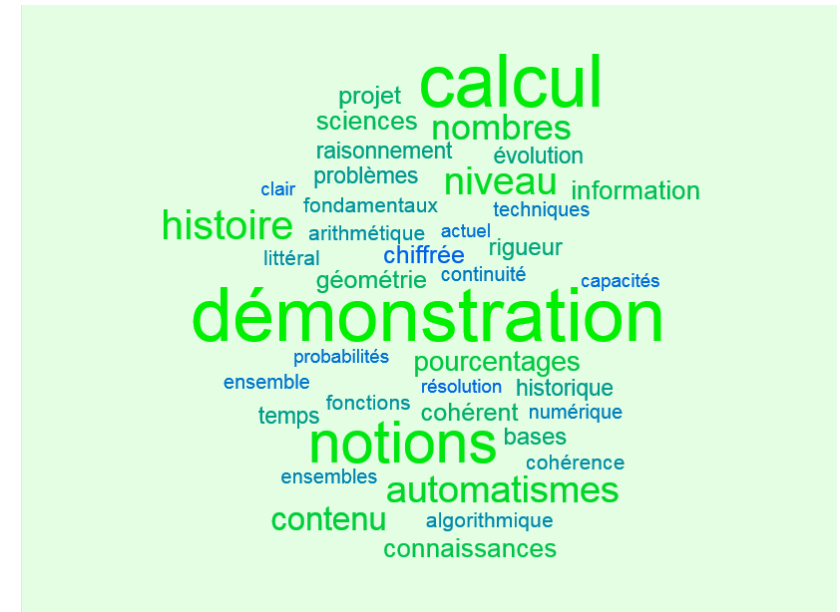 calcul
projet
sciences nombres
raisonnement évolution
problèmes niveau information
clair
fondamentaux techniques
histoire arithmétique actuel rigueur
littéral chiffrée
géométrie continuité capacités
démonstration
probabilités pourcentages
ensemble résolution historique
temps fonctions cohérent numérique
notions bases
cohérence
ensembles automatismes
contenu algorithmique
connaissances